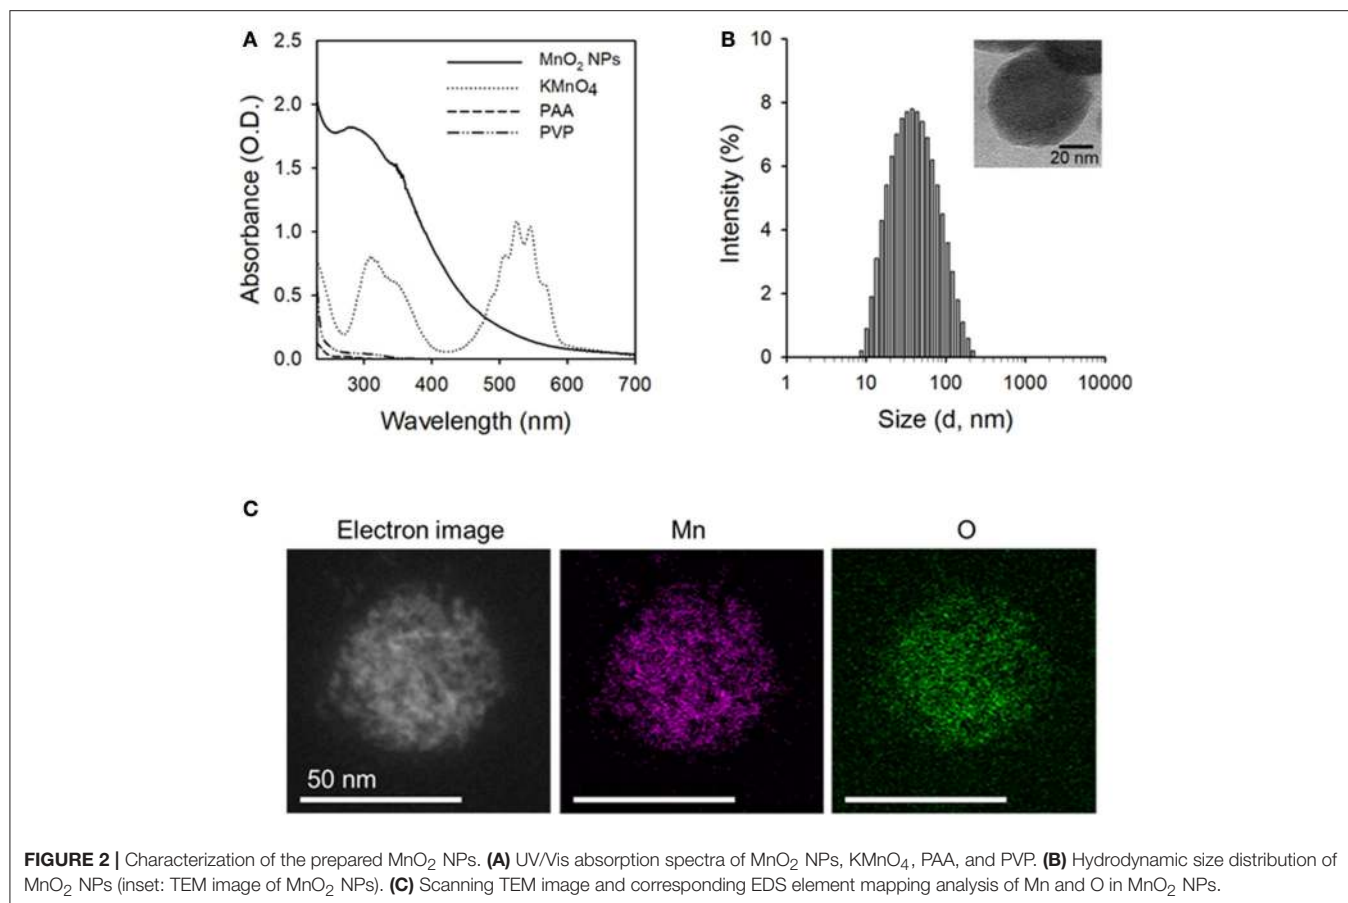 A
2.5
2.0
1.5
1.0
0.5
0.0
Absorbance (O.D.)
300 400 500 600 700
Wavelength (nm)
MnO₂ NPs
KMnO₄
PAA
PVP
B
10
8
6
4
2
0
Intensity (%)
1 10 100 1000 10000
Size (d, nm)
20 nm
C
Electron image
Mn
O
50 nm
FIGURE 2 | Characterization of the prepared MnO₂ NPs. (A) UV/Vis absorption spectra of MnO₂ NPs, KMnO₄, PAA, and PVP. (B) Hydrodynamic size distribution of
MnO₂ NPs (inset: TEM image of MnO₂ NPs). (C) Scanning TEM image and corresponding EDS element mapping analysis of Mn and O in MnO₂ NPs.